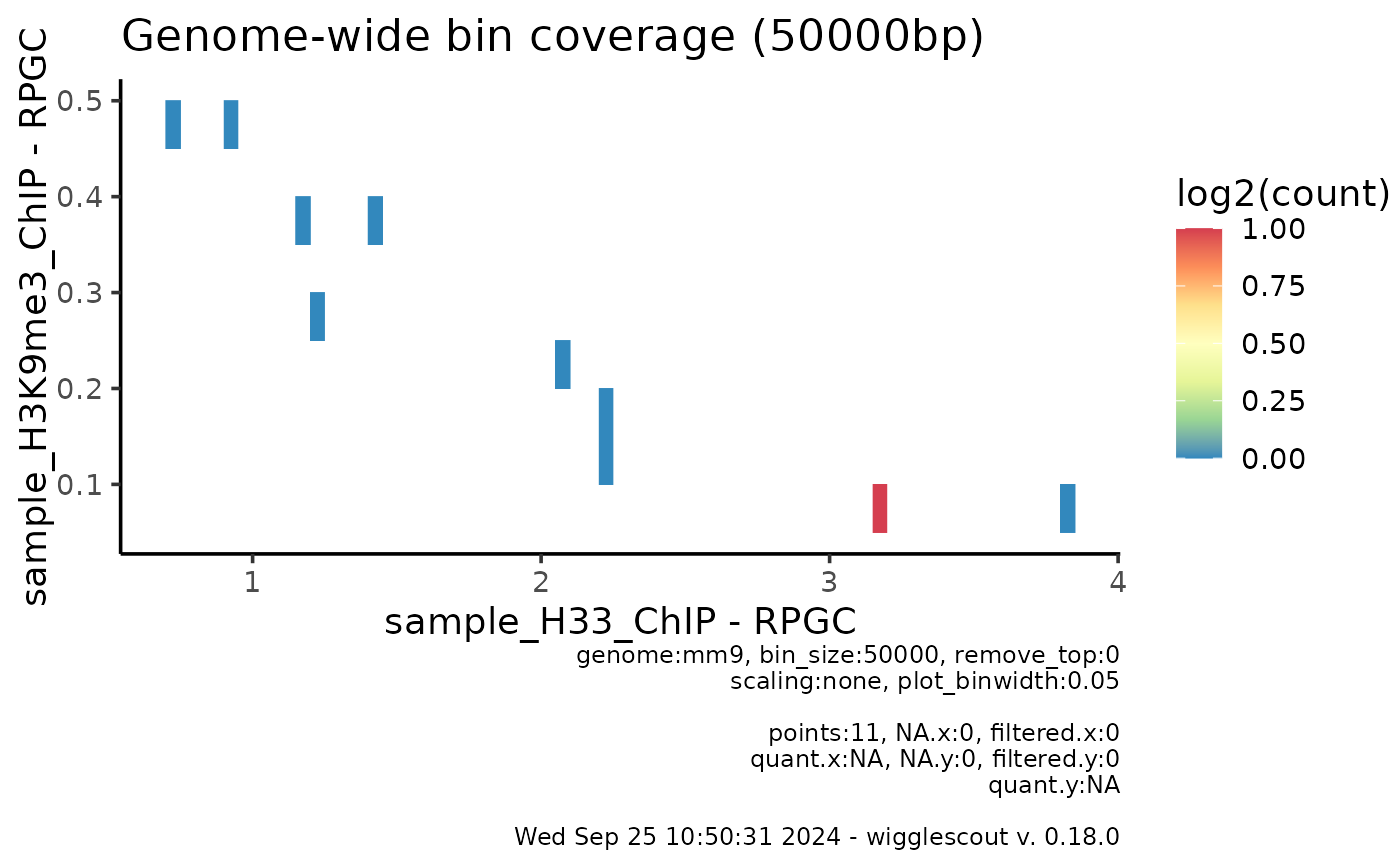 Genome-wide bin coverage (50000bp)
sample_H3K9me3_ChIP - RPGC
0.5
0.4
0.3
0.2
0.1
1
2
3
4
sample_H33_ChIP - RPGC
log2(count)
1.00
0.75
0.50
0.25
0.00
genome:mm9, bin_size:50000, remove_top:0
scaling:none, plot_binwidth:0.05
points:11, NA.x:0, filtered.x:0
quant.x:NA, NA.y:0, filtered.y:0
quant.y:NA
Wed Sep 25 10:50:31 2024 - wigglescout v. 0.18.0